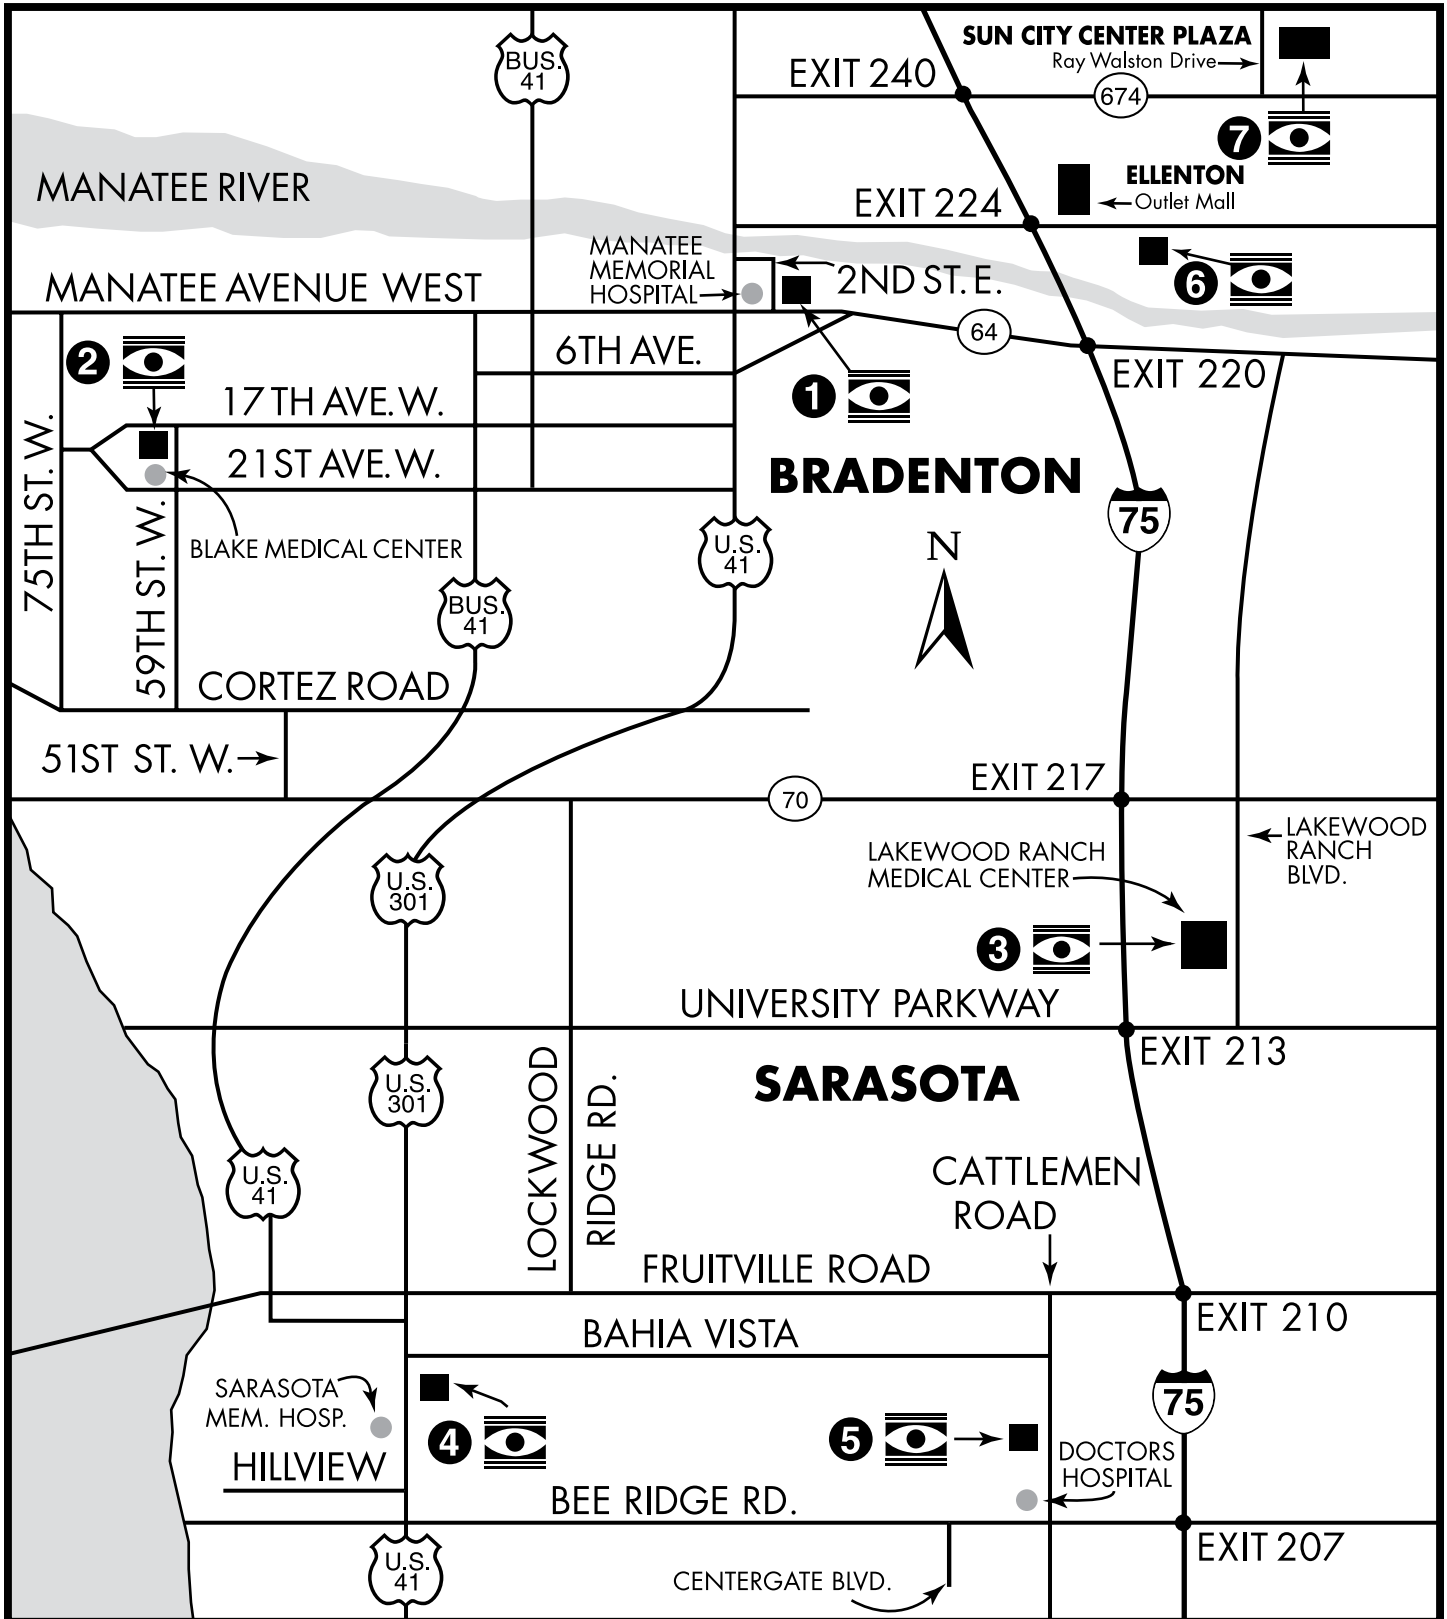 SUN CITY CENTER PLAZA
Ray Walston Drive
BUS.
41
EXIT 240
674
7
MANATEE RIVER
ELLENTON
Outlet Mall
EXIT 224
MANATEE
MEMORIAL
HOSPITAL
2ND ST. E.
6
MANATEE AVENUE WEST
64
6TH AVE.
2
EXIT 220
1
17 TH AVE. W.
21ST AVE. W.
BRADENTON
75TH ST. W.
59TH ST. W.
BLAKE MEDICAL CENTER
U.S.
41
75
N
BUS.
41
CORTEZ ROAD
51ST ST. W.
EXIT 217
70
LAKEWOOD
RANCH
BLVD.
LAKEWOOD RANCH
MEDICAL CENTER
U.S.
301
3
UNIVERSITY PARKWAY
EXIT 213
SARASOTA
U.S.
301
LOCKWOOD
RIDGE RD.
CATTLEMEN
ROAD
U.S.
41
FRUITVILLE ROAD
EXIT 210
BAHIA VISTA
SARASOTA
MEM. HOSP.
75
4
5
HILLVIEW
DOCTORS
HOSPITAL
BEE RIDGE RD.
EXIT 207
U.S.
41
CENTERGATE BLVD.